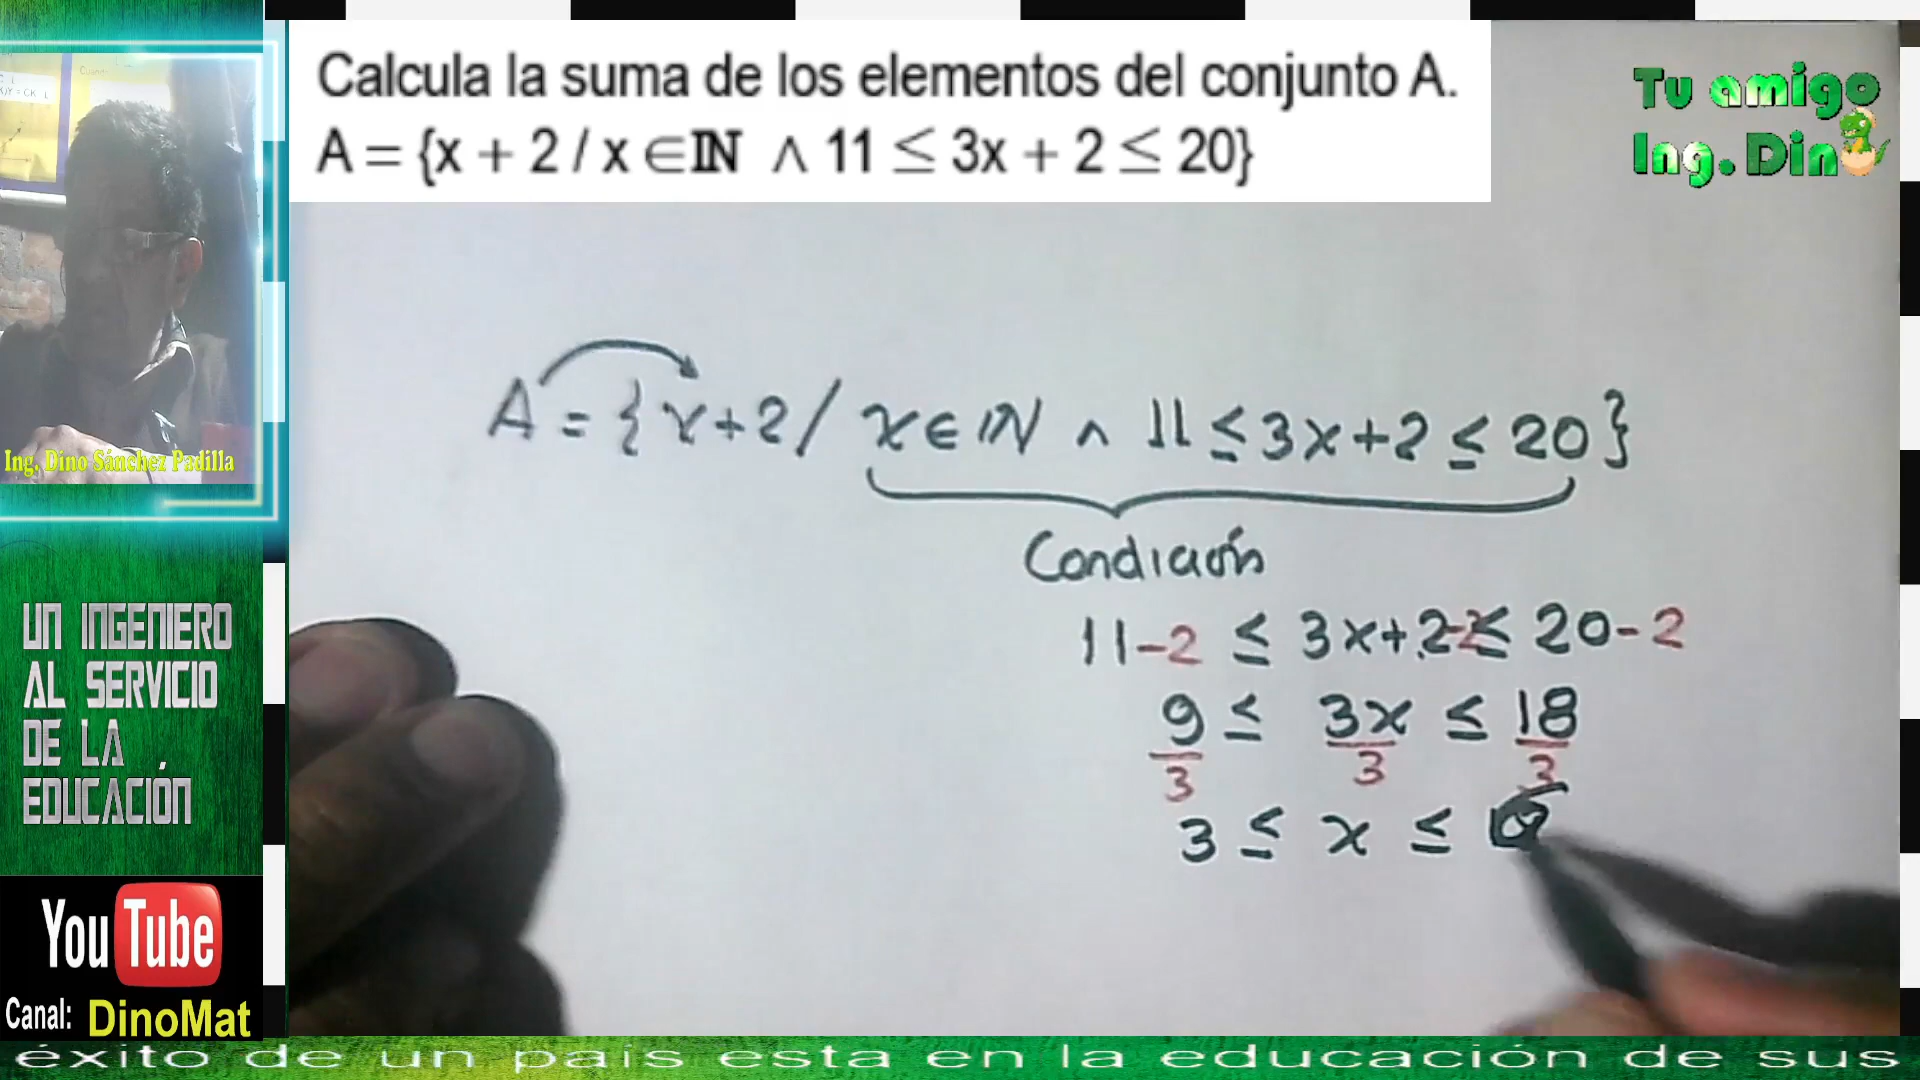 Calcula la suma de los elementos del conjunto A.
A = {x + 2 / x ∈ ℕ ∧ 11 ≤ 3x + 2 ≤ 20}
Tu amigo
Ing. Dino
A = {x+2 / x ∈ ℕ ∧ 11 ≤ 3x+2 ≤ 20}
Condición
11-2 ≤ 3x+2-2 ≤ 20-2
9/3 ≤ 3x/3 ≤ 18/3
3 ≤ x ≤ 6
Ing. Dino Sánchez Padilla
UN INGENIERO
AL SERVICIO
DE LA
EDUCACIÓN
YouTube
Canal: DinoMat
éxito de un país esta en la educación de sus